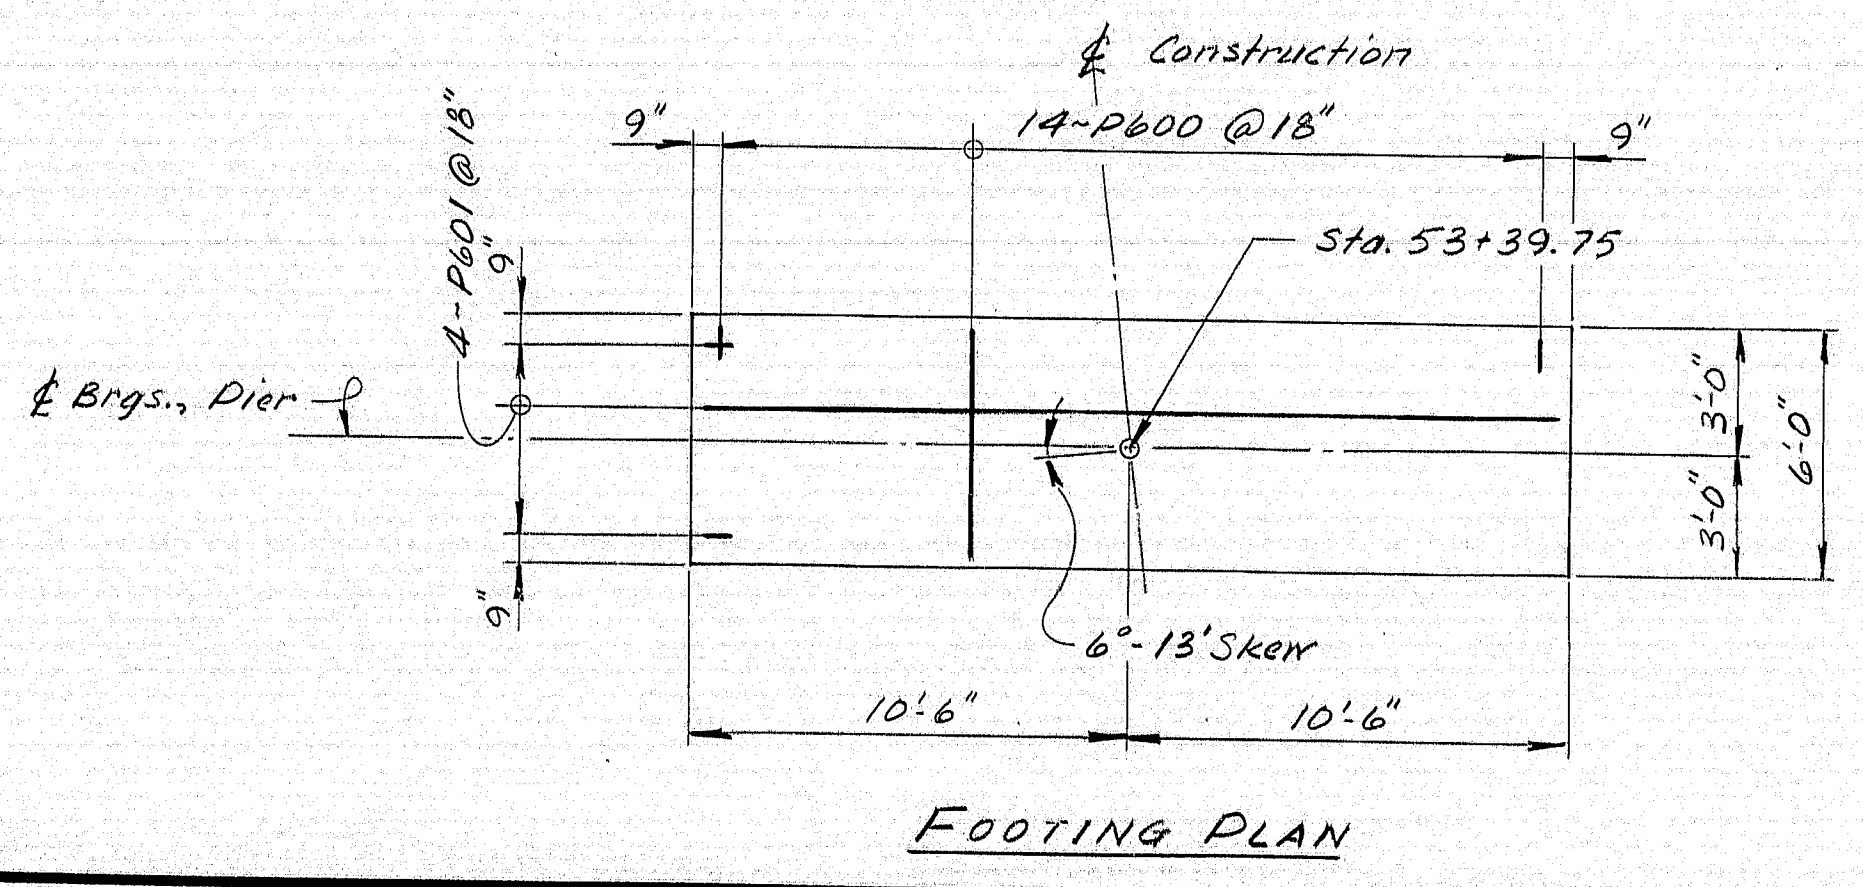 ℄ Construction
14~P600 @ 18"
9"
9"
4~P601 @ 18"
9"
Sta. 53+39.75
℄ Brgs., Pier
3'-0"
3'-0"
6'-0"
9"
6°-13' Skew
10'-6"
10'-6"
FOOTING PLAN